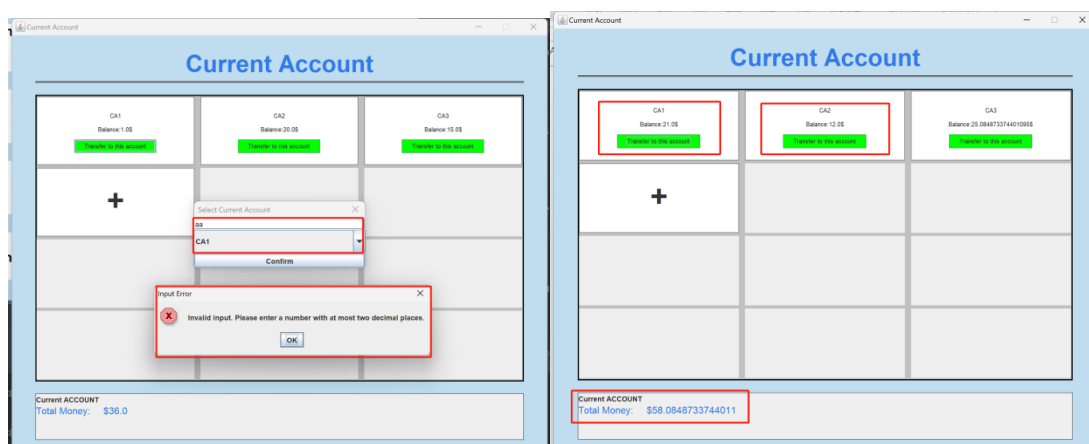 Current Account
Current Account
CA1
Balance:1.0$
Transfer to this account
CA2
Balance:20.0$
Transfer to this account
CA3
Balance:15.0$
Transfer to this account
+
Select Current Account
aa
CA1
Confirm
Input Error
Invalid input. Please enter a number with at most two decimal places.
OK
Current ACCOUNT
Total Money: $36.0
Current Account
Current Account
CA1
Balance:21.0$
Transfer to this account
CA2
Balance:12.0$
Transfer to this account
CA3
Balance:25.084873374401095$
Transfer to this account
+
Current ACCOUNT
Total Money: $58.0848733744011